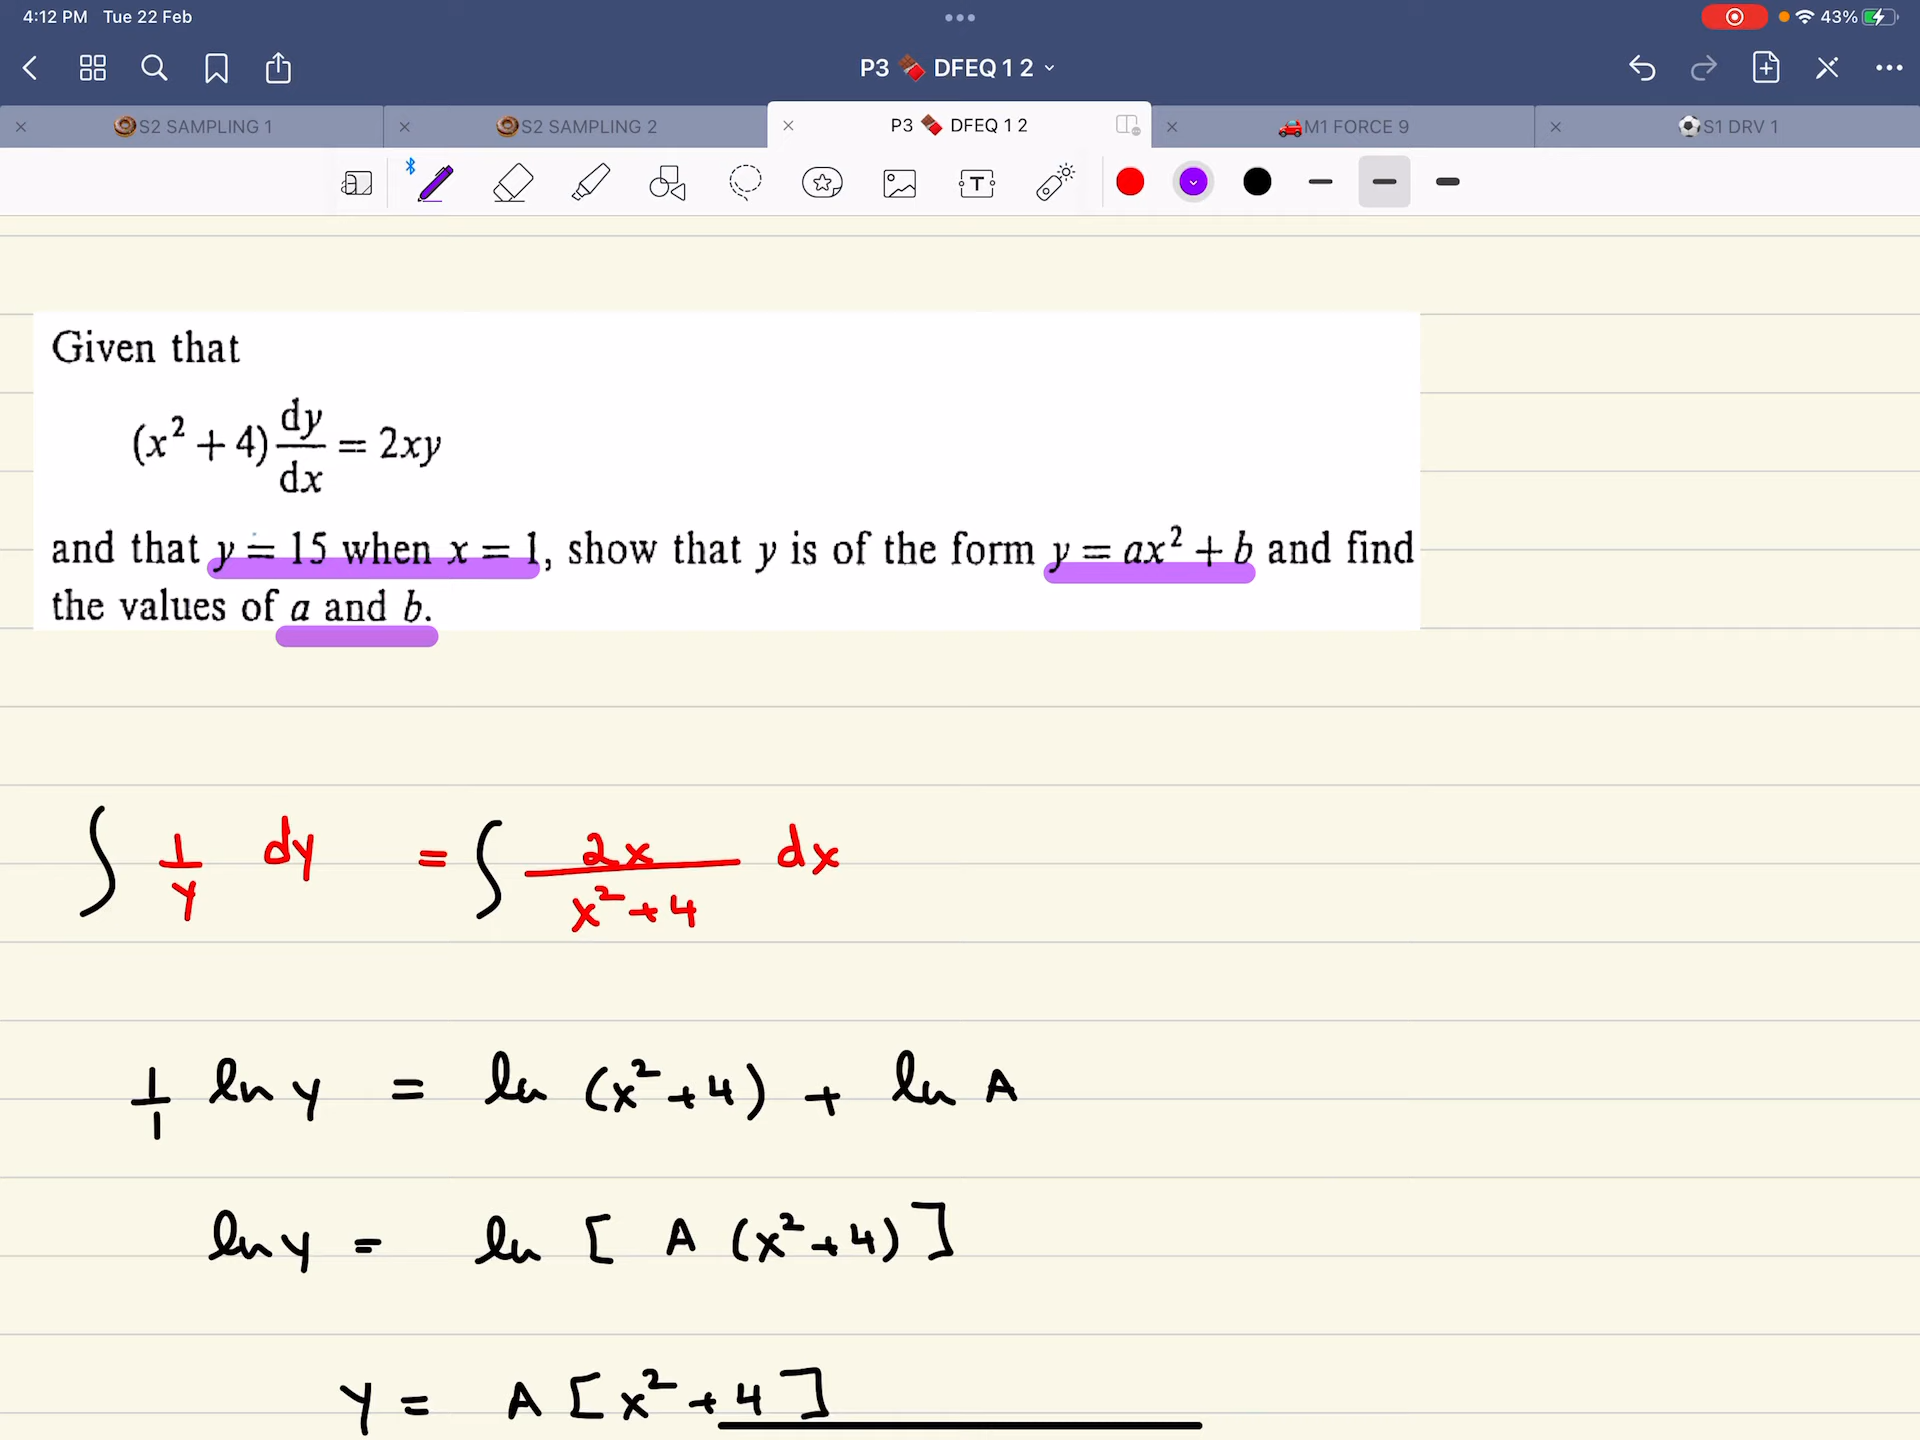 4:12 PM Tue 22 Feb
43%
P3 🍫 DFEQ 1 2
S2 SAMPLING 1
S2 SAMPLING 2
P3 🍫 DFEQ 1 2
M1 FORCE 9
S1 DRV 1
Given that
(x² + 4) dy/dx = 2xy
and that y = 15 when x = 1, show that y is of the form y = ax² + b and find
the values of a and b.
∫ 1/y dy = ∫ 2x/(x²+4) dx
1/1 ln y = ln (x²+4) + ln A
ln y = ln [ A (x²+4) ]
y = A [ x²+4 ]